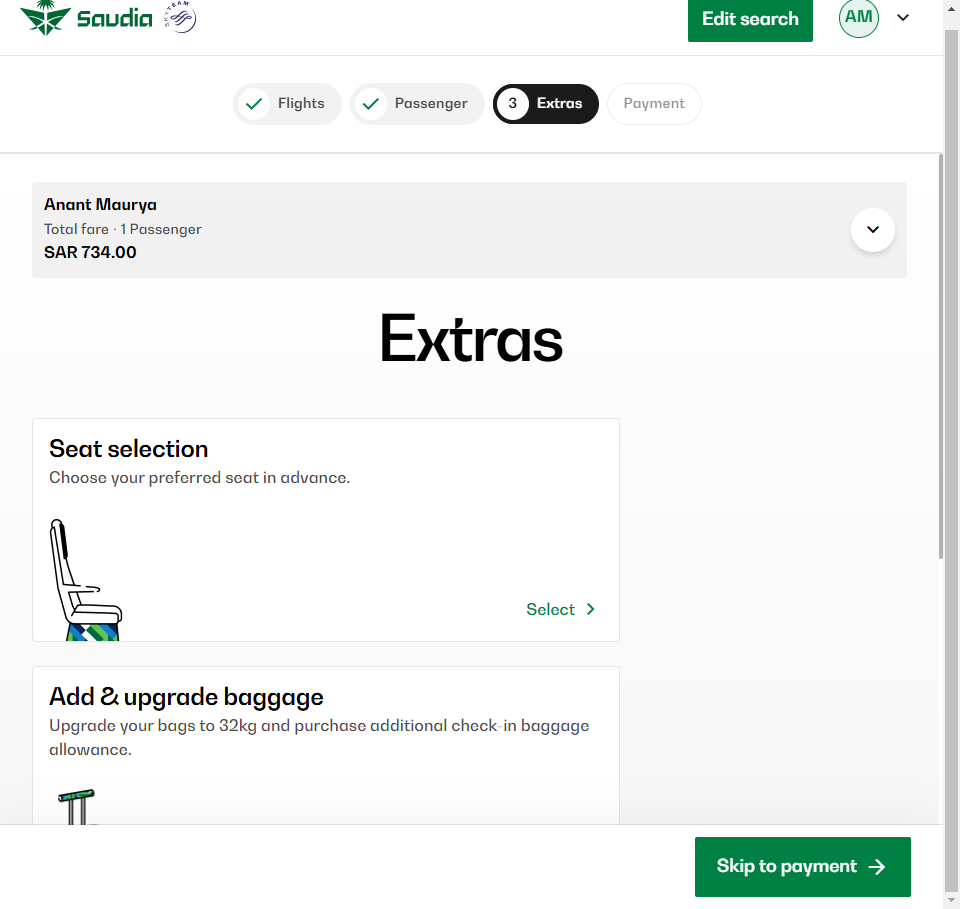 Saudia
SKYTEAM
Edit search
AM
Flights
Passenger
3
Extras
Payment
Anant Maurya
Total fare · 1 Passenger
SAR 734.00
Extras
Seat selection
Choose your preferred seat in advance.
Select
Add & upgrade baggage
Upgrade your bags to 32kg and purchase additional check-in baggage
allowance.
Skip to payment